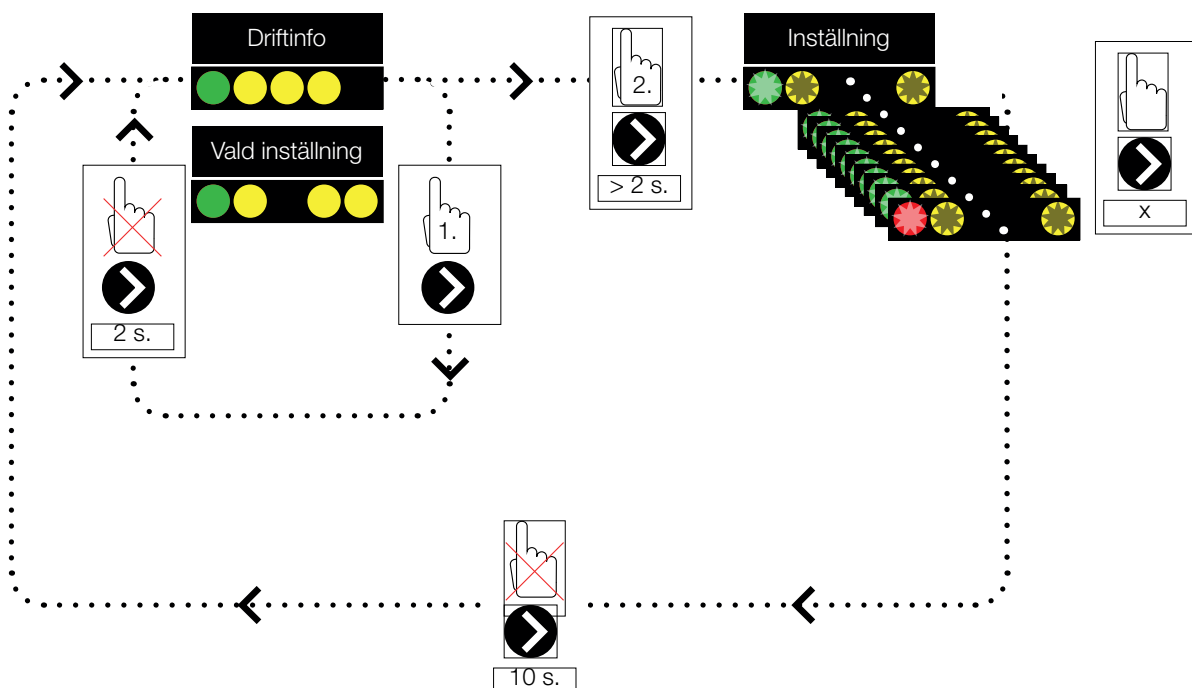 Driftinfo
Inställning
2.
> 2 s.
x
Vald inställning
1.
2 s.
10 s.